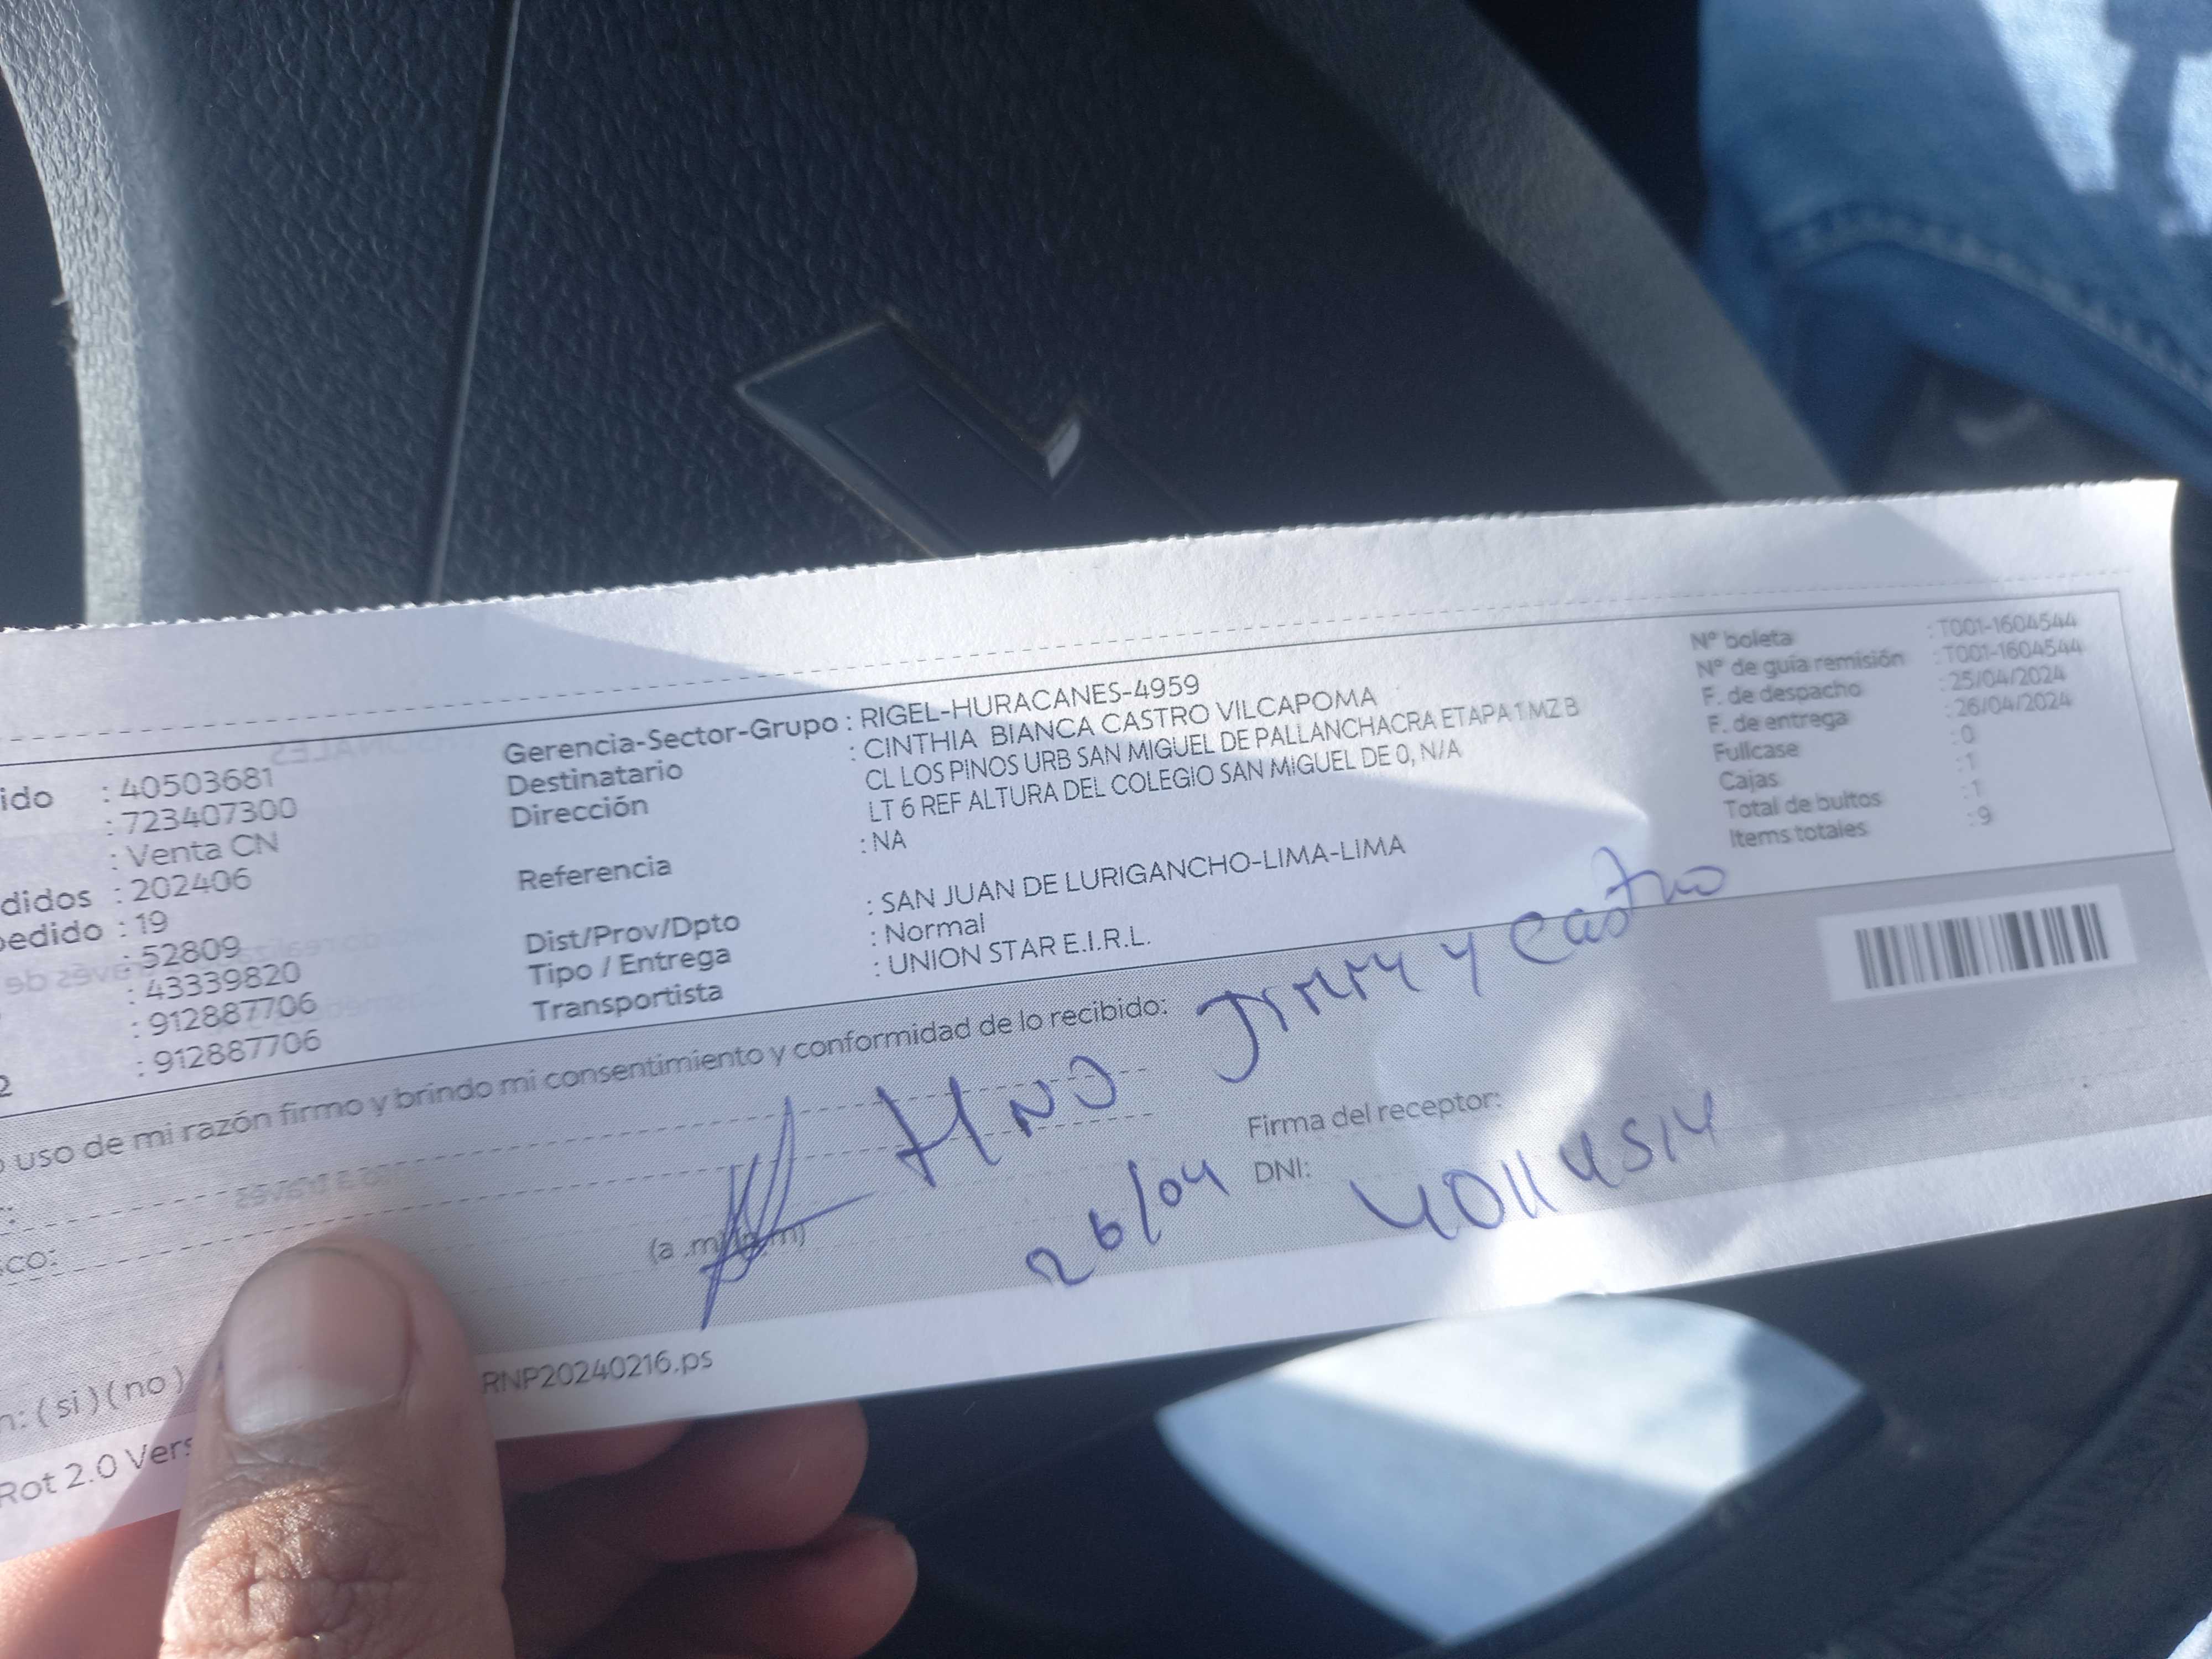 ido : 40503681
: 723407300
: Venta CN
didos : 202406
pedido : 19
: 52809
: 43339820
: 912887706
2 : 912887706
Gerencia-Sector-Grupo : RIGEL-HURACANES-4959
Destinatario : CINTHIA BIANCA CASTRO VILCAPOMA
Dirección CL LOS PINOS URB SAN MIGUEL DE PALLANCHACRA ETAPA 1 MZ B
LT 6 REF ALTURA DEL COLEGIO SAN MIGUEL DE 0, N/A
Referencia : NA
Dist/Prov/Dpto : SAN JUAN DE LURIGANCHO-LIMA-LIMA
Tipo / Entrega : Normal
Transportista : UNION STAR E.I.R.L.
N° boleta : T001-1604544
N° de guía remisión : T001-1604544
F. de despacho : 25/04/2024
F. de entrega : 26/04/2024
Fullcase : 0
Cajas : 1
Total de bultos : 1
Items totales : 9
o uso de mi razón firmo y brindo mi consentimiento y conformidad de lo recibido:
HNO Jimmy y Castro
Firma del receptor:
26/04 DNI: 40114514
co: (a .m) (p.m)
n: ( si ) ( no )
Rot 2.0 Vers RNP20240216.ps